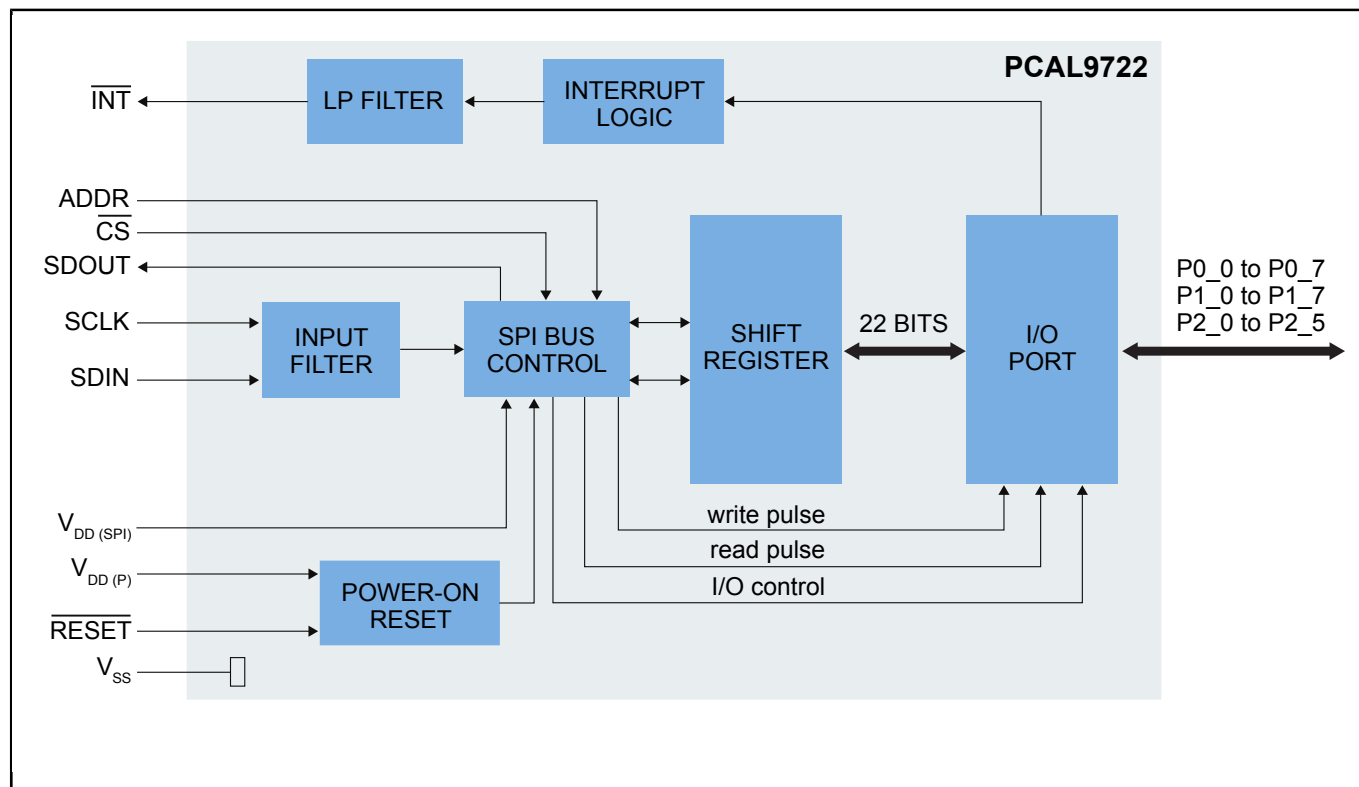 PCAL9722
INT
LP FILTER
INTERRUPT
LOGIC
ADDR
CS
SDOUT
SCLK
SDIN
INPUT
FILTER
SPI BUS
CONTROL
SHIFT
REGISTER
22 BITS
I/O
PORT
P0_0 to P0_7
P1_0 to P1_7
P2_0 to P2_5
write pulse
read pulse
I/O control
VDD (SPI)
VDD (P)
RESET
VSS
POWER-ON
RESET